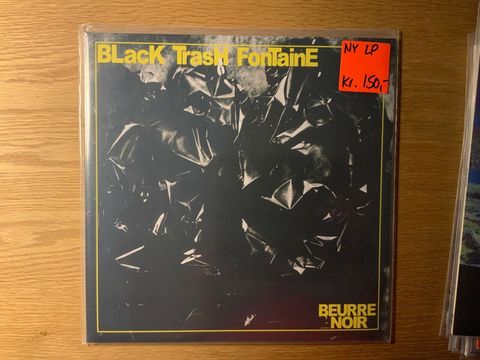 BLacK TrasH FonTainE
NY LP
Kr. 150,-
BEURRE
NOIR